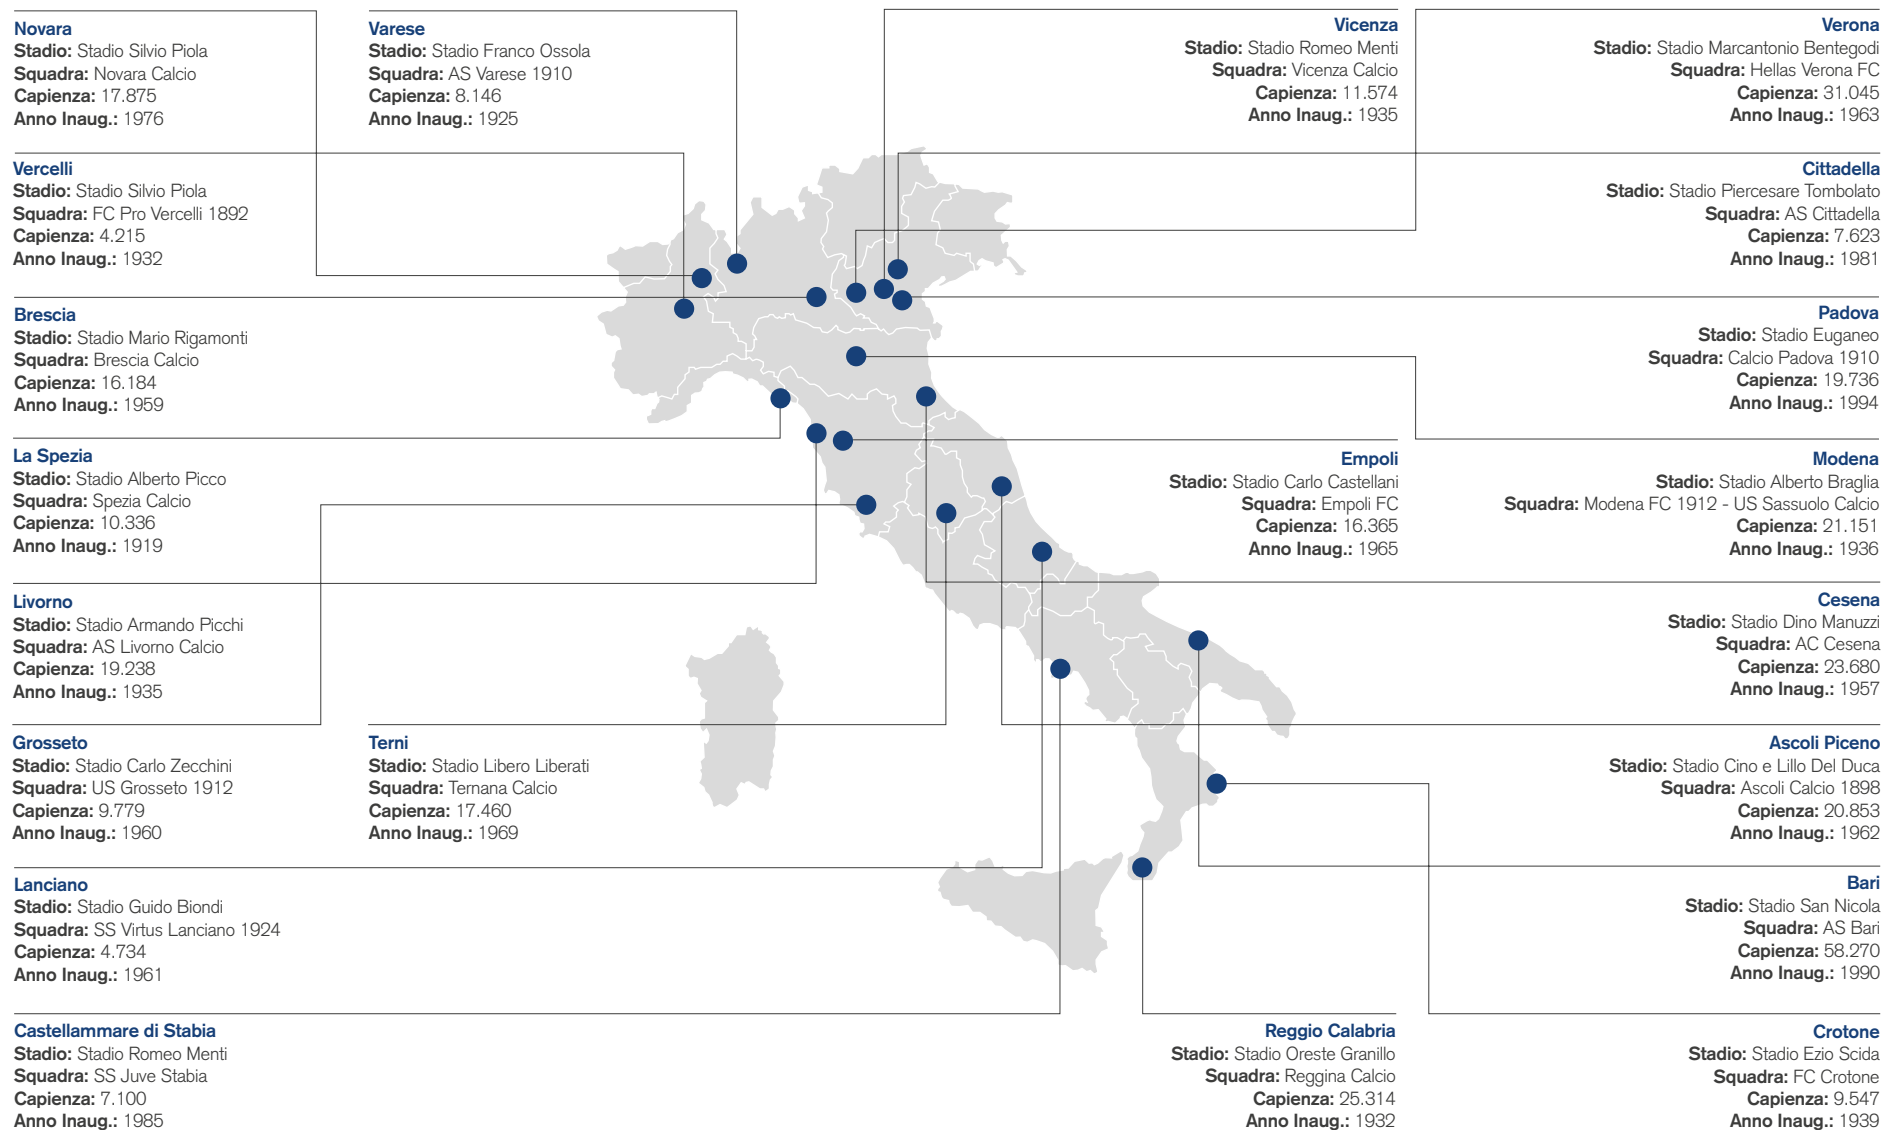 Novara
Stadio: Stadio Silvio Piola
Squadra: Novara Calcio
Capienza: 17.875
Anno Inaug.: 1976
Varese
Stadio: Stadio Franco Ossola
Squadra: AS Varese 1910
Capienza: 8.146
Anno Inaug.: 1925
Vicenza
Stadio: Stadio Romeo Menti
Squadra: Vicenza Calcio
Capienza: 11.574
Anno Inaug.: 1935
Verona
Stadio: Stadio Marcantonio Bentegodi
Squadra: Hellas Verona FC
Capienza: 31.045
Anno Inaug.: 1963
Vercelli
Stadio: Stadio Silvio Piola
Squadra: FC Pro Vercelli 1892
Capienza: 4.215
Anno Inaug.: 1932
Cittadella
Stadio: Stadio Piercesare Tombolato
Squadra: AS Cittadella
Capienza: 7.623
Anno Inaug.: 1981
Brescia
Stadio: Stadio Mario Rigamonti
Squadra: Brescia Calcio
Capienza: 16.184
Anno Inaug.: 1959
Padova
Stadio: Stadio Euganeo
Squadra: Calcio Padova 1910
Capienza: 19.736
Anno Inaug.: 1994
La Spezia
Stadio: Stadio Alberto Picco
Squadra: Spezia Calcio
Capienza: 10.336
Anno Inaug.: 1919
Empoli
Stadio: Stadio Carlo Castellani
Squadra: Empoli FC
Capienza: 16.365
Anno Inaug.: 1965
Modena
Stadio: Stadio Alberto Braglia
Squadra: Modena FC 1912 - US Sassuolo Calcio
Capienza: 21.151
Anno Inaug.: 1936
Livorno
Stadio: Stadio Armando Picchi
Squadra: AS Livorno Calcio
Capienza: 19.238
Anno Inaug.: 1935
Cesena
Stadio: Stadio Dino Manuzzi
Squadra: AC Cesena
Capienza: 23.680
Anno Inaug.: 1957
Grosseto
Stadio: Stadio Carlo Zecchini
Squadra: US Grosseto 1912
Capienza: 9.779
Anno Inaug.: 1960
Terni
Stadio: Stadio Libero Liberati
Squadra: Ternana Calcio
Capienza: 17.460
Anno Inaug.: 1969
Ascoli Piceno
Stadio: Stadio Cino e Lillo Del Duca
Squadra: Ascoli Calcio 1898
Capienza: 20.853
Anno Inaug.: 1962
Lanciano
Stadio: Stadio Guido Biondi
Squadra: SS Virtus Lanciano 1924
Capienza: 4.734
Anno Inaug.: 1961
Bari
Stadio: Stadio San Nicola
Squadra: AS Bari
Capienza: 58.270
Anno Inaug.: 1990
Castellammare di Stabia
Stadio: Stadio Romeo Menti
Squadra: SS Juve Stabia
Capienza: 7.100
Anno Inaug.: 1985
Reggio Calabria
Stadio: Stadio Oreste Granillo
Squadra: Reggina Calcio
Capienza: 25.314
Anno Inaug.: 1932
Crotone
Stadio: Stadio Ezio Scida
Squadra: FC Crotone
Capienza: 9.547
Anno Inaug.: 1939